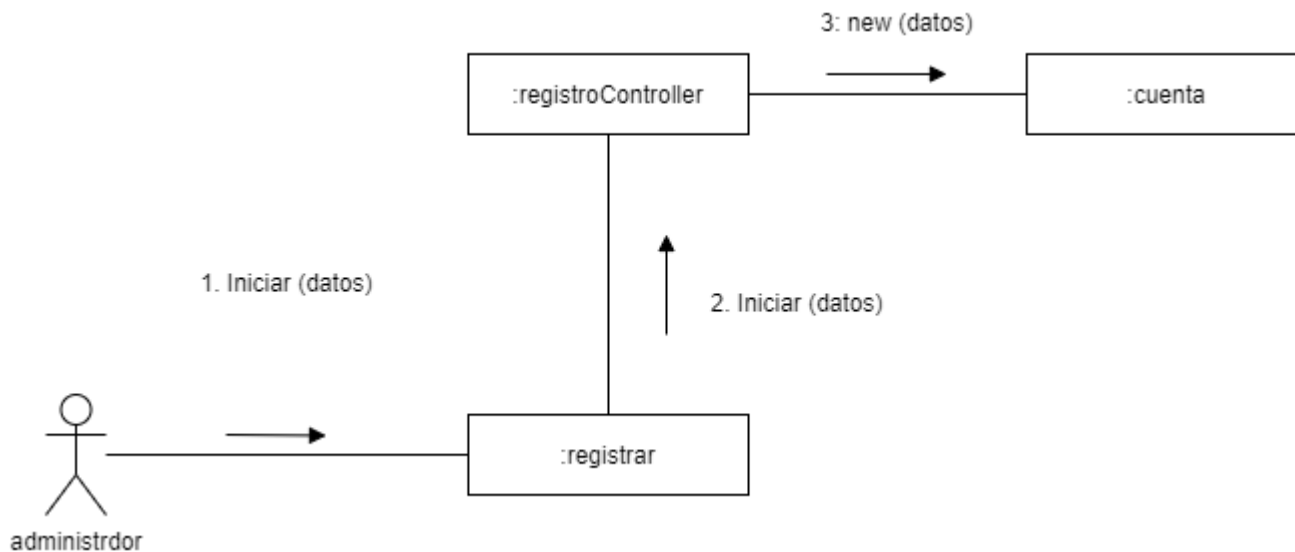 3: new (datos)
:registroController
:cuenta
1. Iniciar (datos)
2. Iniciar (datos)
:registrar
administrdor